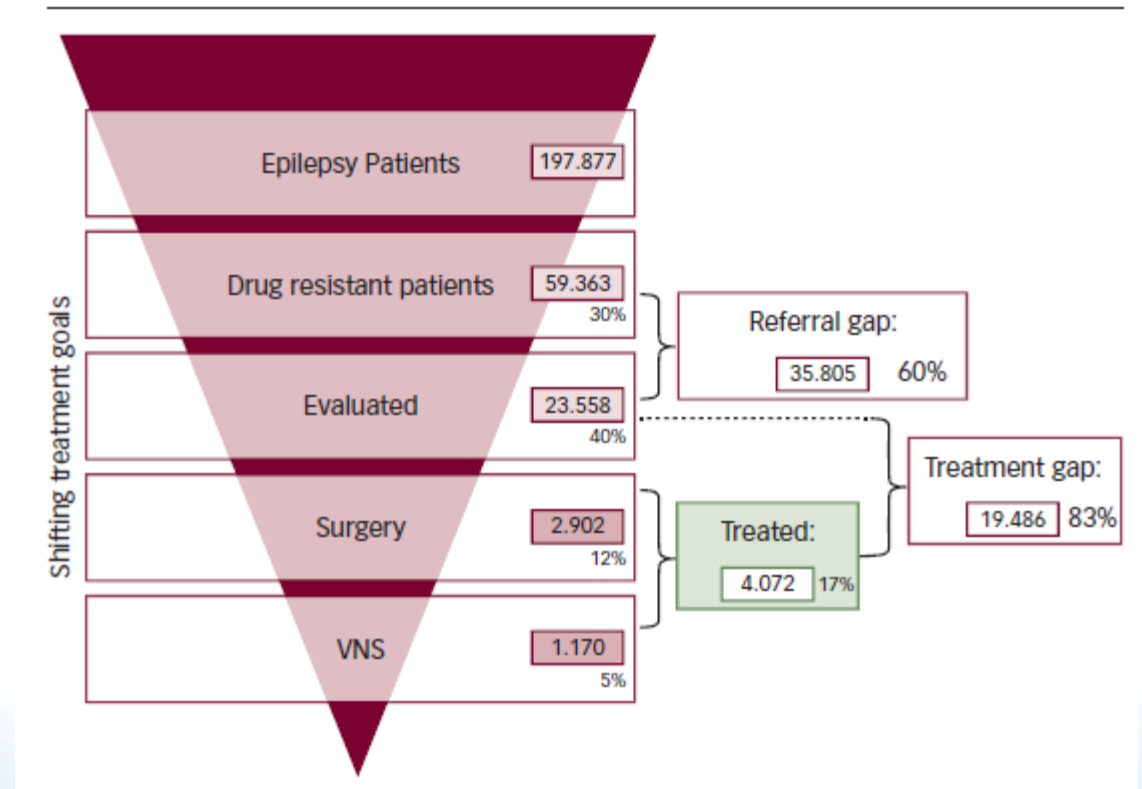 Shifting treatment goals
Epilepsy Patients 197.877
Drug resistant patients 59.363
30%
Referral gap:
35.805 60%
Evaluated 23.558
40%
Treatment gap:
19.486 83%
Surgery 2.902
12%
Treated:
4.072 17%
VNS 1.170
5%